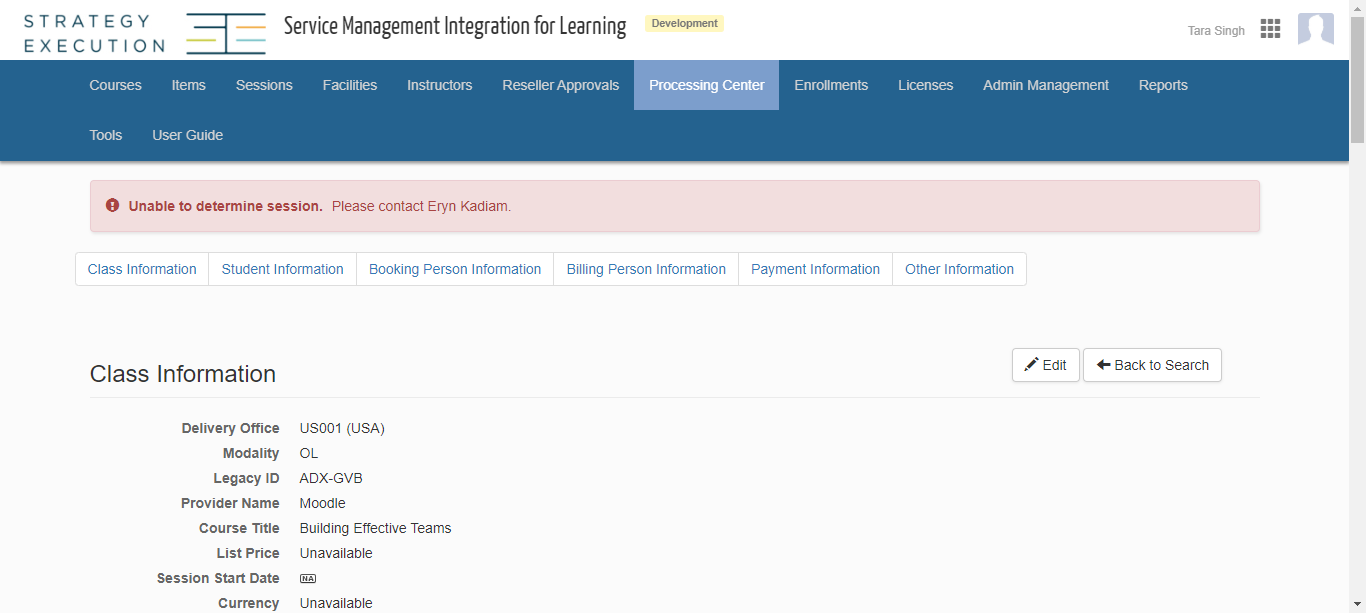 STRATEGY
EXECUTION
Service Management Integration for Learning
Development
Tara Singh
Courses
Items
Sessions
Facilities
Instructors
Reseller Approvals
Processing Center
Enrollments
Licenses
Admin Management
Reports
Tools
User Guide
Unable to determine session. Please contact Eryn Kadiam.
Class Information
Student Information
Booking Person Information
Billing Person Information
Payment Information
Other Information
Class Information
Edit
Back to Search
Delivery Office US001 (USA)
Modality OL
Legacy ID ADX-GVB
Provider Name Moodle
Course Title Building Effective Teams
List Price Unavailable
Session Start Date NA
Currency Unavailable